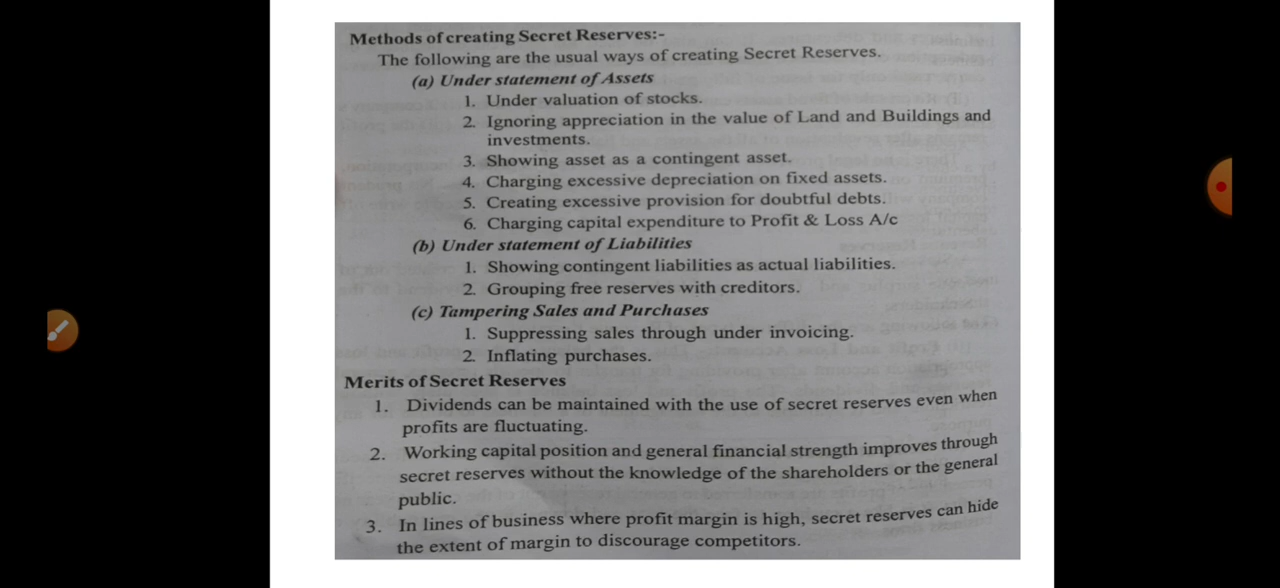 Methods of creating Secret Reserves:-
The following are the usual ways of creating Secret Reserves.
(a) Under statement of Assets
1. Under valuation of stocks.
2. Ignoring appreciation in the value of Land and Buildings and
investments.
3. Showing asset as a contingent asset.
4. Charging excessive depreciation on fixed assets.
5. Creating excessive provision for doubtful debts.
6. Charging capital expenditure to Profit & Loss A/c
(b) Under statement of Liabilities
1. Showing contingent liabilities as actual liabilities.
2. Grouping free reserves with creditors.
(c) Tampering Sales and Purchases
1. Suppressing sales through under invoicing.
2. Inflating purchases.
Merits of Secret Reserves
1. Dividends can be maintained with the use of secret reserves even when
profits are fluctuating.
2. Working capital position and general financial strength improves through
secret reserves without the knowledge of the shareholders or the general
public.
3. In lines of business where profit margin is high, secret reserves can hide
the extent of margin to discourage competitors.